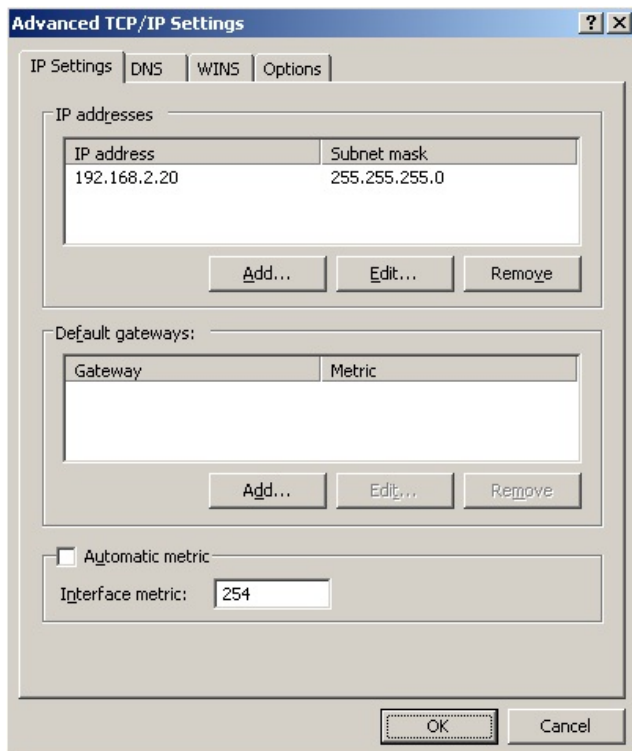 Advanced TCP/IP Settings
IP Settings DNS WINS Options
IP addresses
IP address Subnet mask
192.168.2.20 255.255.255.0
Add... Edit... Remove
Default gateways:
Gateway Metric
Add... Edit... Remove
Automatic metric
Interface metric: 254
OK Cancel